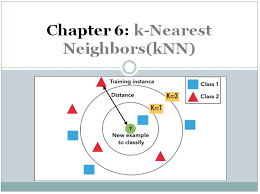 Chapter 6: k-Nearest
Neighbors(kNN)
Training instance
Class 1
Class 2
Distance
K=3
K=1
?
New example
to classify